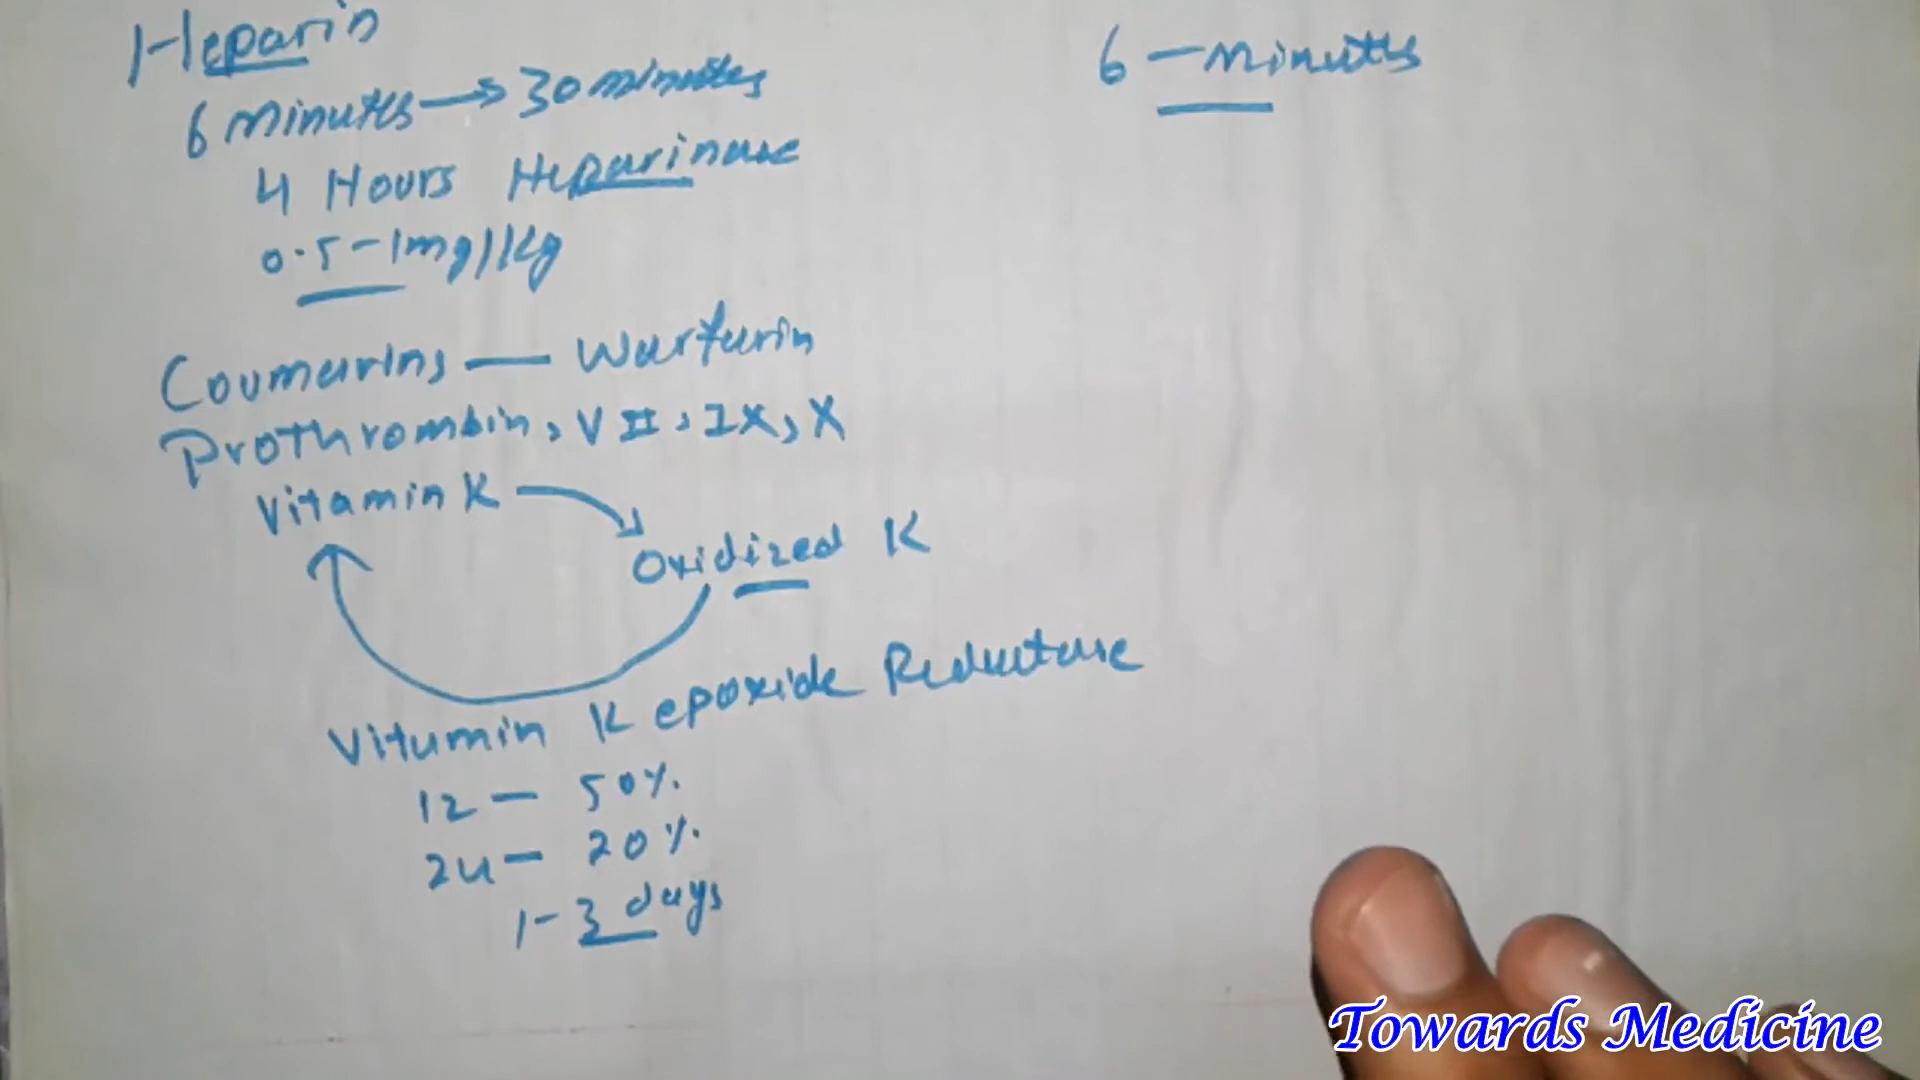 Heparin
6 minutes → 30 minutes
4 Hours Heparinase
0.5-1mg/Kg
Coumarins — Warfarin
Prothrombin, VII, IX, X
Vitamin K
Oxidized K
Vitamin K epoxide Reductase
12 — 50%.
24 — 20%.
1-3 days
6 — minutes
Towards Medicine